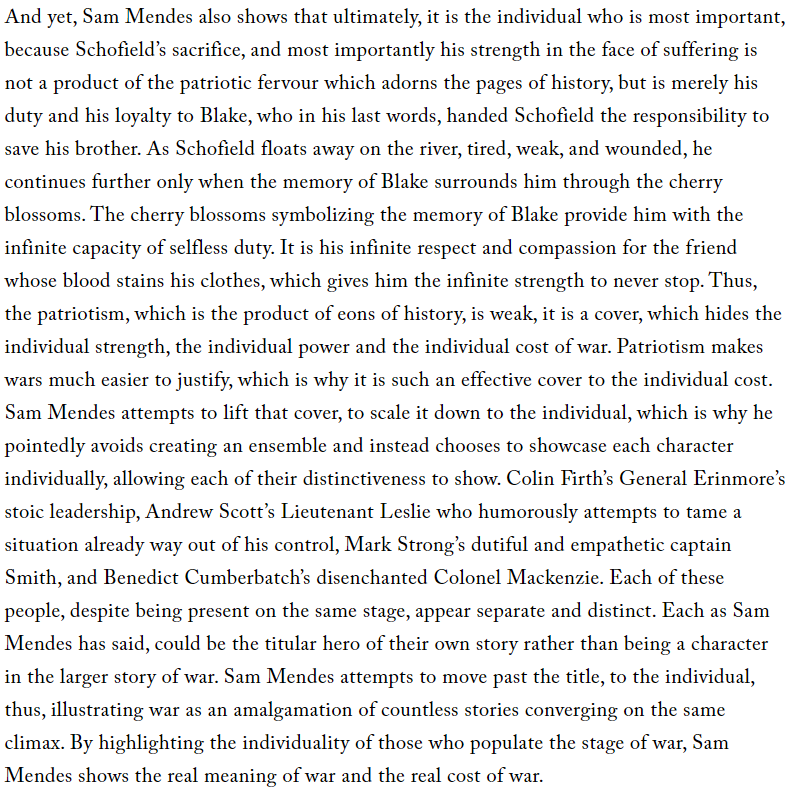 And yet, Sam Mendes also shows that ultimately, it is the individual who is most important,
because Schofield’s sacrifice, and most importantly his strength in the face of suffering is
not a product of the patriotic fervour which adorns the pages of history, but is merely his
duty and his loyalty to Blake, who in his last words, handed Schofield the responsibility to
save his brother. As Schofield floats away on the river, tired, weak, and wounded, he
continues further only when the memory of Blake surrounds him through the cherry
blossoms. The cherry blossoms symbolizing the memory of Blake provide him with the
infinite capacity of selfless duty. It is his infinite respect and compassion for the friend
whose blood stains his clothes, which gives him the infinite strength to never stop. Thus,
the patriotism, which is the product of eons of history, is weak, it is a cover, which hides the
individual strength, the individual power and the individual cost of war. Patriotism makes
wars much easier to justify, which is why it is such an effective cover to the individual cost.
Sam Mendes attempts to lift that cover, to scale it down to the individual, which is why he
pointedly avoids creating an ensemble and instead chooses to showcase each character
individually, allowing each of their distinctiveness to show. Colin Firth’s General Erinmore’s
stoic leadership, Andrew Scott’s Lieutenant Leslie who humorously attempts to tame a
situation already way out of his control, Mark Strong’s dutiful and empathetic captain
Smith, and Benedict Cumberbatch’s disenchanted Colonel Mackenzie. Each of these
people, despite being present on the same stage, appear separate and distinct. Each as Sam
Mendes has said, could be the titular hero of their own story rather than being a character
in the larger story of war. Sam Mendes attempts to move past the title, to the individual,
thus, illustrating war as an amalgamation of countless stories converging on the same
climax. By highlighting the individuality of those who populate the stage of war, Sam
Mendes shows the real meaning of war and the real cost of war.